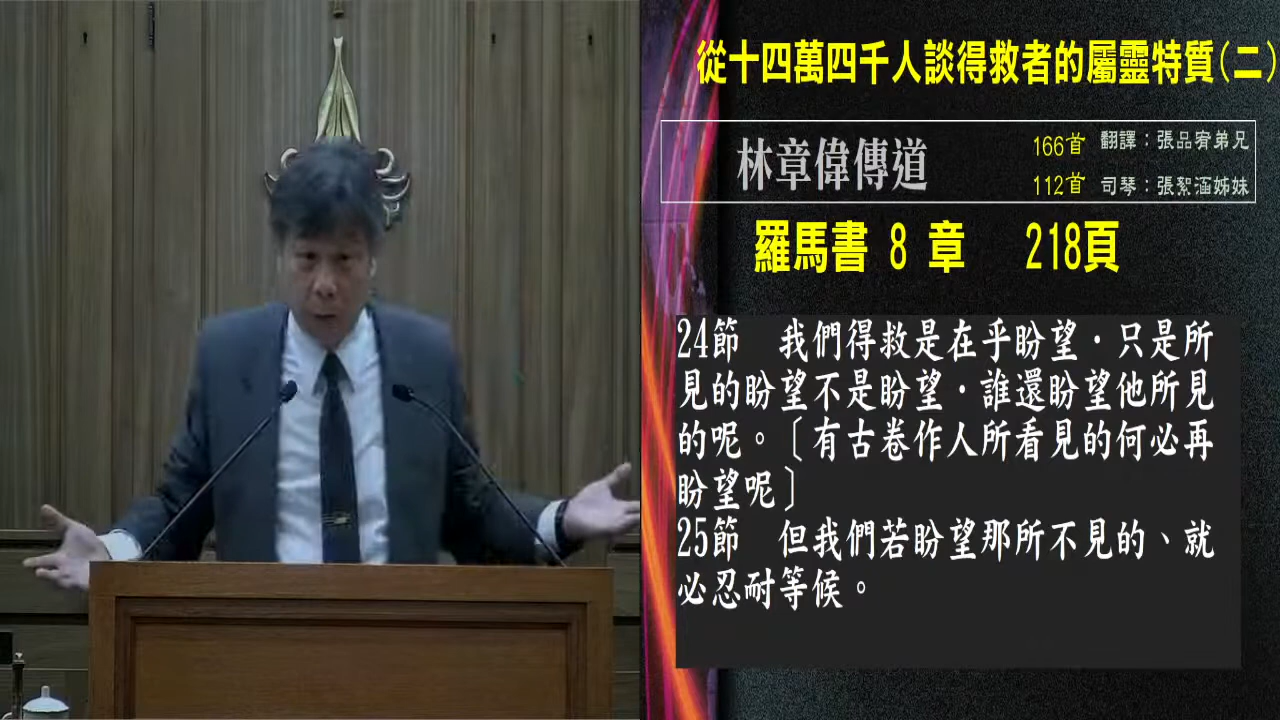 從十四萬四千人談得救者的屬靈特質(二)
林章偉傳道
166首 翻譯：張品宥弟兄
112首 司琴：張絮涵姊妹
羅馬書 8 章 218頁
24節 我們得救是在乎盼望．只是所
見的盼望不是盼望．誰還盼望他所見
的呢。〔有古卷作人所看見的何必再
盼望呢〕
25節 但我們若盼望那所不見的、就
必忍耐等候。